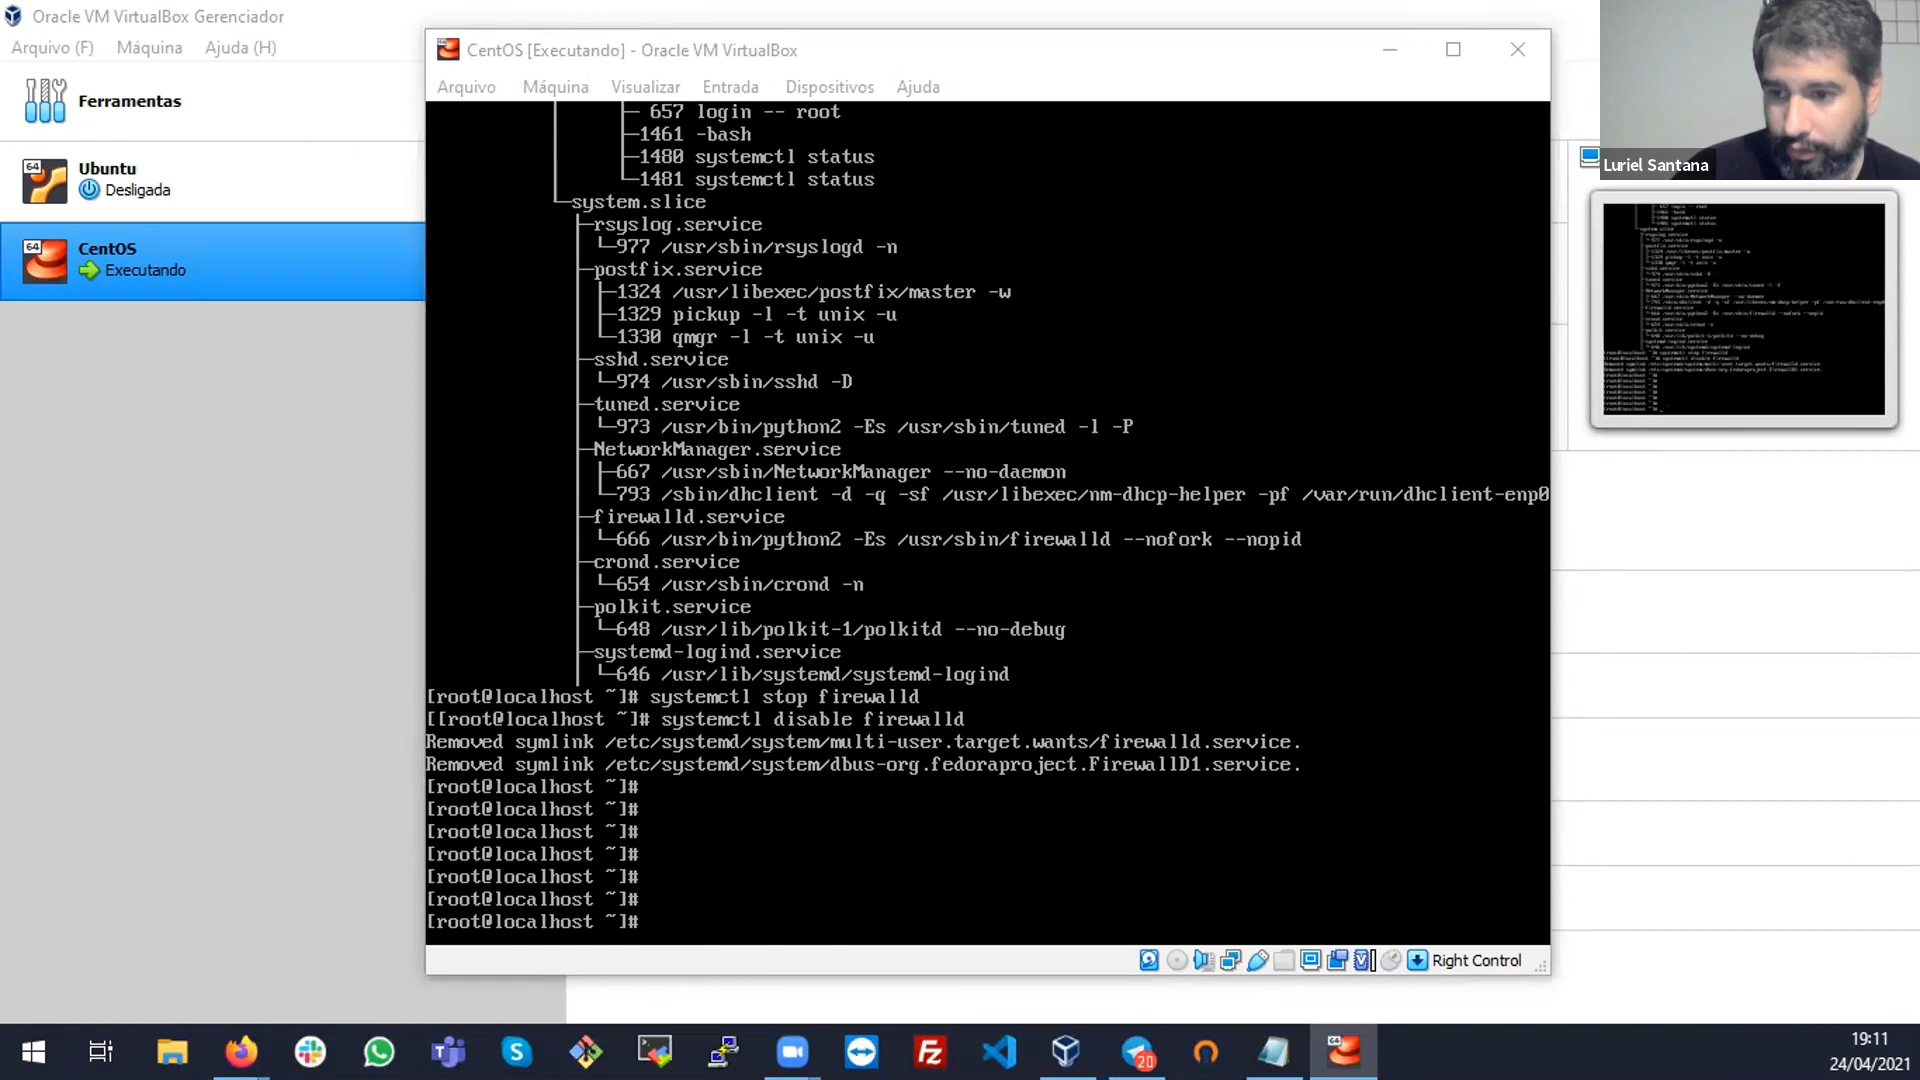 Oracle VM VirtualBox Gerenciador
Arquivo (F) Máquina Ajuda (H)
Ferramentas
64
Ubuntu
Desligada
64
CentOS
Executando
CentOS [Executando] - Oracle VM VirtualBox
Arquivo Máquina Visualizar Entrada Dispositivos Ajuda
├─ 657 login -- root
├─1461 -bash
├─1480 systemctl status
└─1481 systemctl status
└─system.slice
├─rsyslog.service
│ └─977 /usr/sbin/rsyslogd -n
├─postfix.service
│ ├─1324 /usr/libexec/postfix/master -w
│ ├─1329 pickup -l -t unix -u
│ └─1330 qmgr -l -t unix -u
├─sshd.service
│ └─974 /usr/sbin/sshd -D
├─tuned.service
│ └─973 /usr/bin/python2 -Es /usr/sbin/tuned -l -P
├─NetworkManager.service
│ ├─667 /usr/sbin/NetworkManager --no-daemon
│ └─793 /sbin/dhclient -d -q -sf /usr/libexec/nm-dhcp-helper -pf /var/run/dhclient-enp0
├─firewalld.service
│ └─666 /usr/bin/python2 -Es /usr/sbin/firewalld --nofork --nopid
├─crond.service
│ └─654 /usr/sbin/crond -n
├─polkit.service
│ └─648 /usr/lib/polkit-1/polkitd --no-debug
├─systemd-logind.service
│ └─646 /usr/lib/systemd/systemd-logind
[root@localhost ~]# systemctl stop firewalld
[[root@localhost ~]# systemctl disable firewalld
Removed symlink /etc/systemd/system/multi-user.target.wants/firewalld.service.
Removed symlink /etc/systemd/system/dbus-org.fedoraproject.FirewallD1.service.
[root@localhost ~]#
[root@localhost ~]#
[root@localhost ~]#
[root@localhost ~]#
[root@localhost ~]#
[root@localhost ~]#
[root@localhost ~]#
Right Control
Luriel Santana
20
64
19:11
24/04/2021